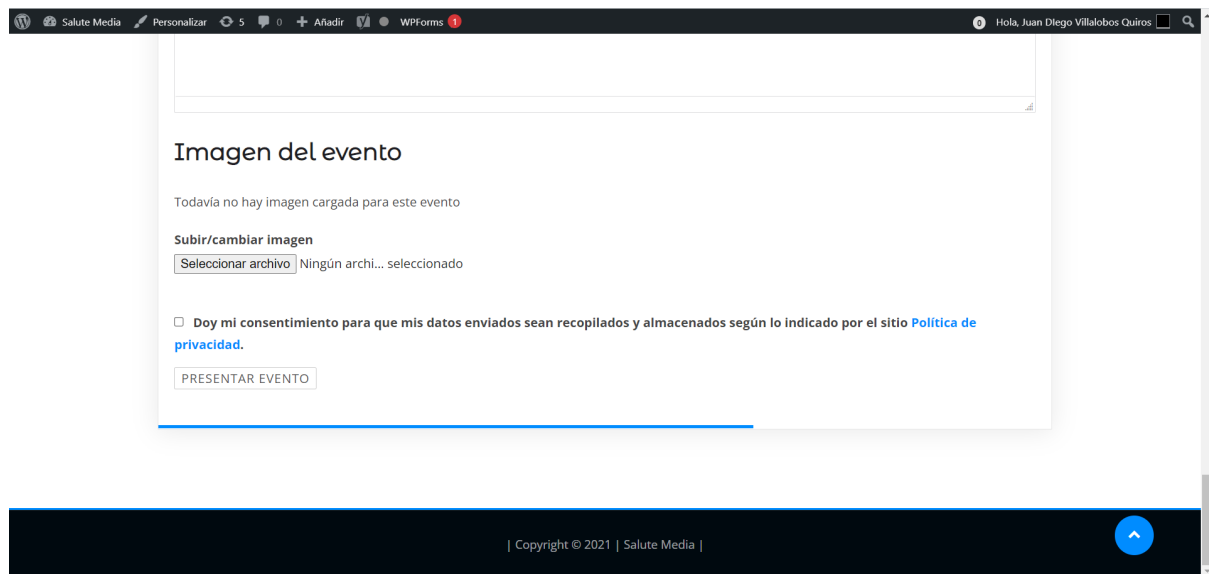 Salute Media Personalizar 5 0 Añadir WPForms 1 0 Hola, Juan DIego Villalobos Quiros
Imagen del evento
Todavía no hay imagen cargada para este evento
Subir/cambiar imagen
Seleccionar archivo Ningún archi... seleccionado
Doy mi consentimiento para que mis datos enviados sean recopilados y almacenados según lo indicado por el sitio Política de
privacidad.
PRESENTAR EVENTO
| Copyright © 2021 | Salute Media |